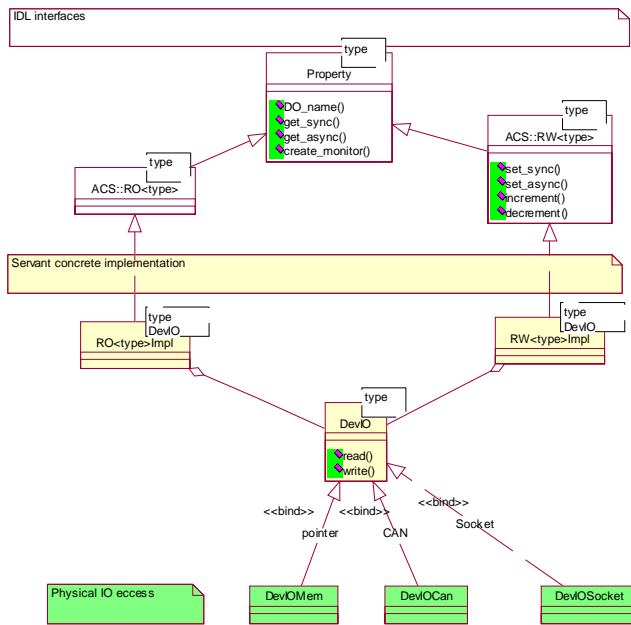 IDL interfaces
type
Property
DO_name()
get_sync()
get_async()
create_monitor()
type
ACS::RW<type>
set_sync()
set_async()
increment()
decrement()
type
ACS::RO<type>
Servant concrete implementation
type
DevIO
RO<type>Impl
type
DevIO
RW<type>Impl
type
DevIO
read()
write()
<<bind>>
pointer
<<bind>>
CAN
<<bind>>
Socket
Physical IO eccess
DevIOMem
DevIOCan
DevIOSocket